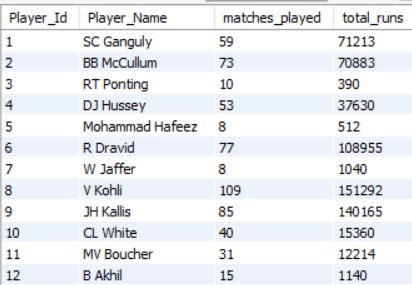 Player_Id Player_Name matches_played total_runs
1 SC Ganguly 59 71213
2 BB McCullum 73 70883
3 RT Ponting 10 390
4 DJ Hussey 53 37630
5 Mohammad Hafeez 8 512
6 R Dravid 77 108955
7 W Jaffer 8 1040
8 V Kohli 109 151292
9 JH Kallis 85 140165
10 CL White 40 15360
11 MV Boucher 31 12214
12 B Akhil 15 1140